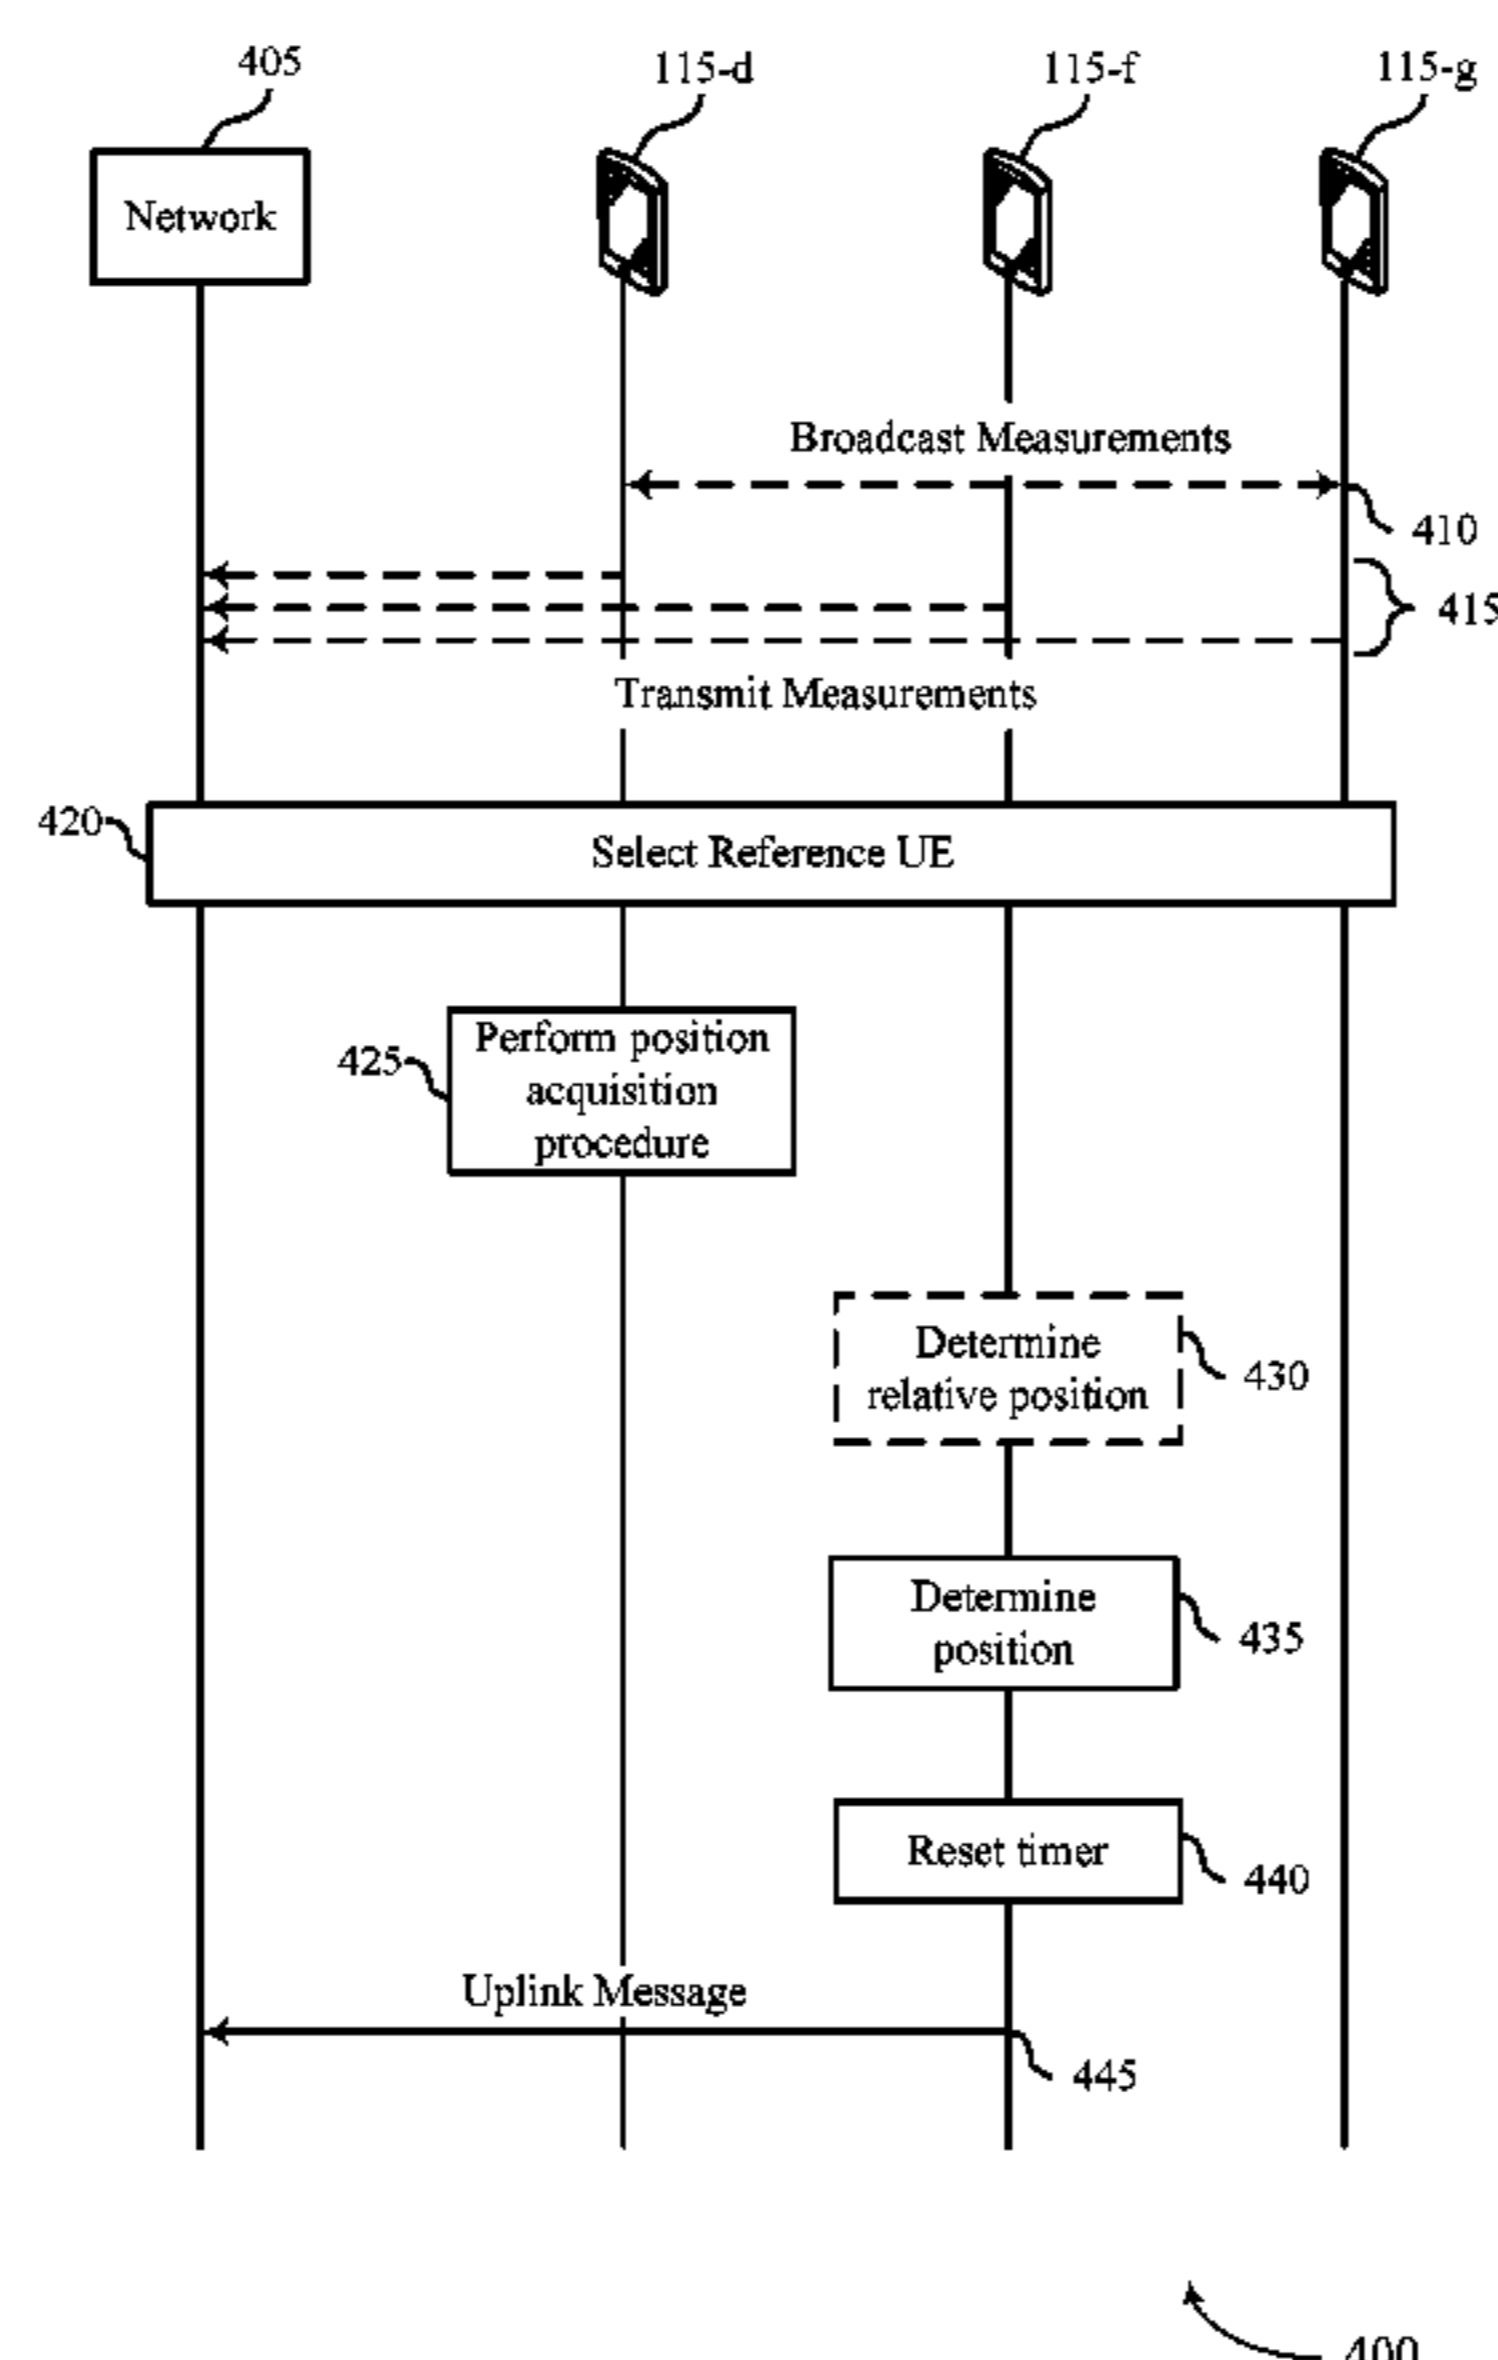 405
115-d
115-f
115-g
Network
Broadcast Measurements
410
415
Transmit Measurements
420
Select Reference UE
425
Perform position
acquisition
procedure
Determine
relative position
430
Determine
position
435
Reset timer
440
Uplink Message
445
400